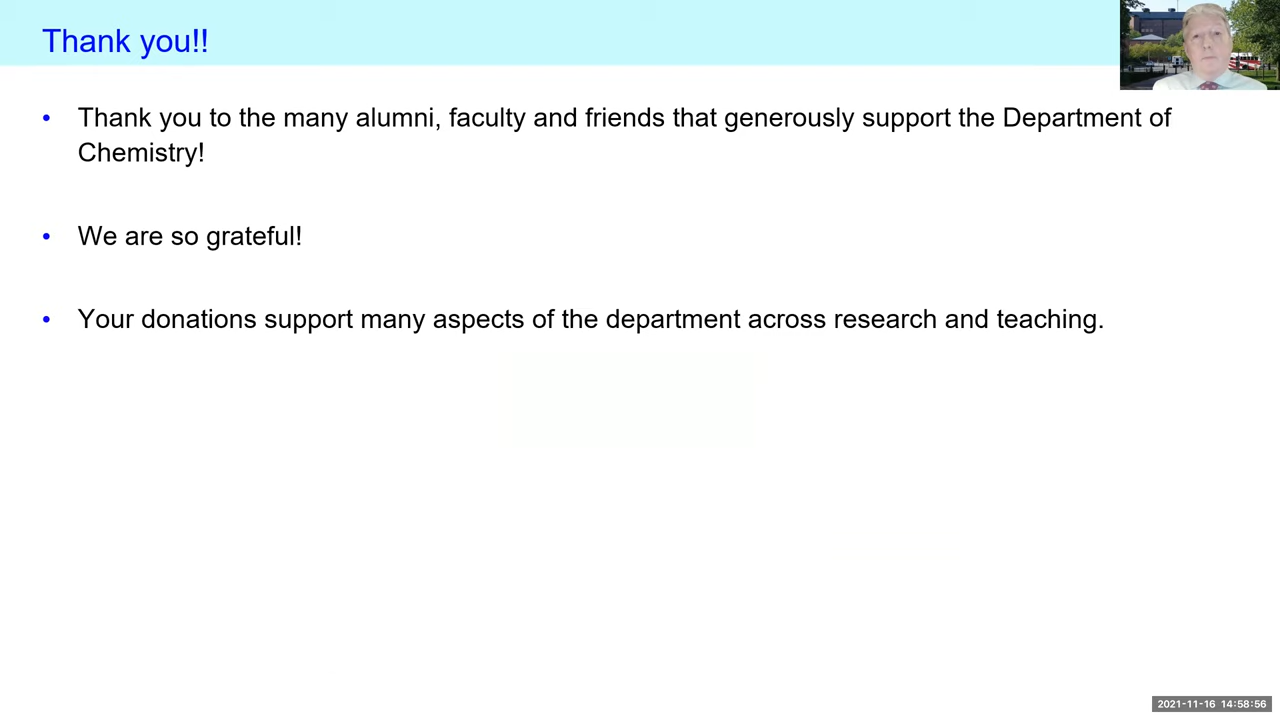 Thank you!!
• Thank you to the many alumni, faculty and friends that generously support the Department of
Chemistry!
• We are so grateful!
• Your donations support many aspects of the department across research and teaching.
2021-11-16 14:58:56